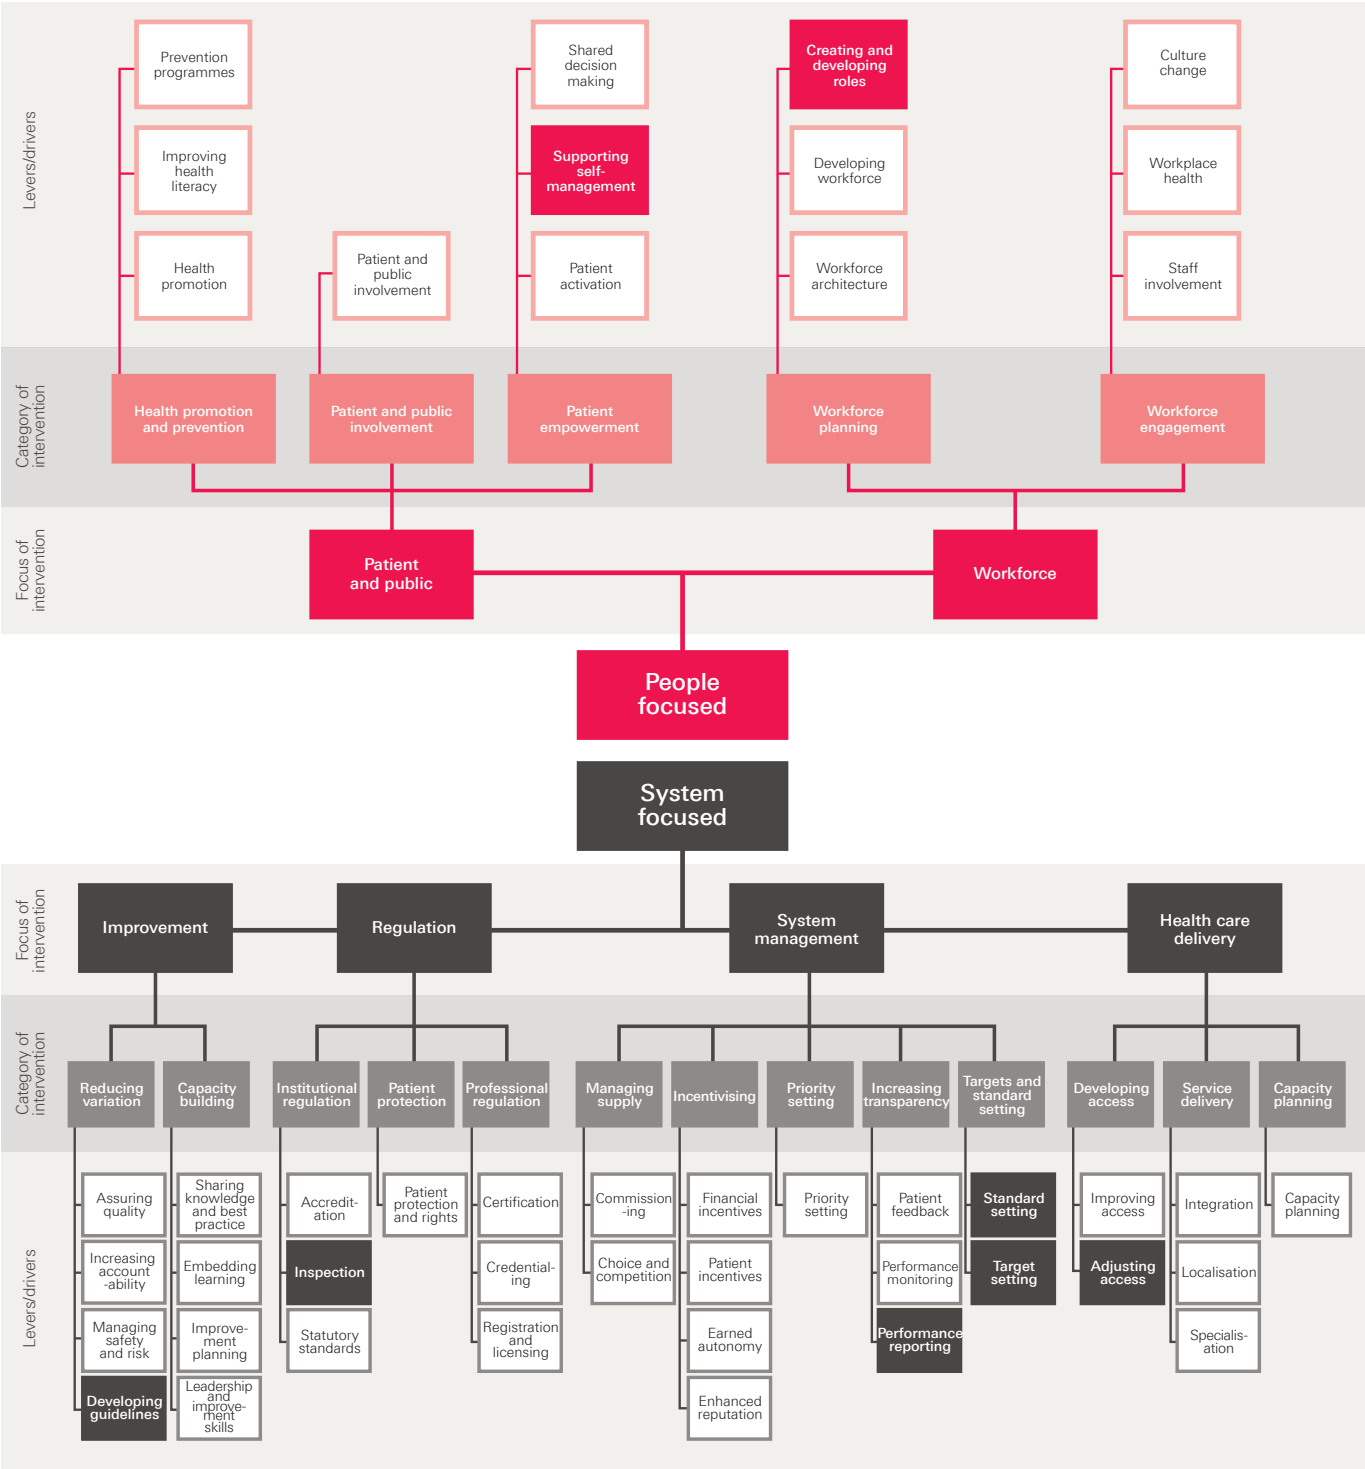 Levers/drivers
Prevention
programmes
Improving
health
literacy
Health
promotion
Patient and
public
involvement
Shared
decision
making
Supporting
self-
management
Patient
activation
Creating and
developing
roles
Developing
workforce
Workforce
architecture
Culture
change
Workplace
health
Staff
involvement
Category of
intervention
Health promotion
and prevention
Patient and public
involvement
Patient
empowerment
Workforce
planning
Workforce
engagement
Focus of
intervention
Patient
and public
Workforce
People
focused
System
focused
Focus of
intervention
Improvement
Regulation
System
management
Health care
delivery
Category of
intervention
Reducing
variation
Capacity
building
Institutional
regulation
Patient
protection
Professional
regulation
Managing
supply
Incentivising
Priority
setting
Increasing
transparency
Targets and
standard
setting
Developing
access
Service
delivery
Capacity
planning
Levers/drivers
Assuring
quality
Increasing
account
-ability
Managing
safety
and risk
Developing
guidelines
Sharing
knowledge
and best
practice
Embedding
learning
Improve-
ment
planning
Leadership
and
improve-
ment
skills
Accredit-
ation
Inspection
Statutory
standards
Patient
protection
and rights
Certification
Credential-
ing
Registration
and
licensing
Commission
-ing
Choice and
competition
Financial
incentives
Patient
incentives
Earned
autonomy
Enhanced
reputation
Priority
setting
Patient
feedback
Performance
monitoring
Performance
reporting
Standard
setting
Target
setting
Improving
access
Adjusting
access
Integration
Localisation
Specialis-
ation
Capacity
planning